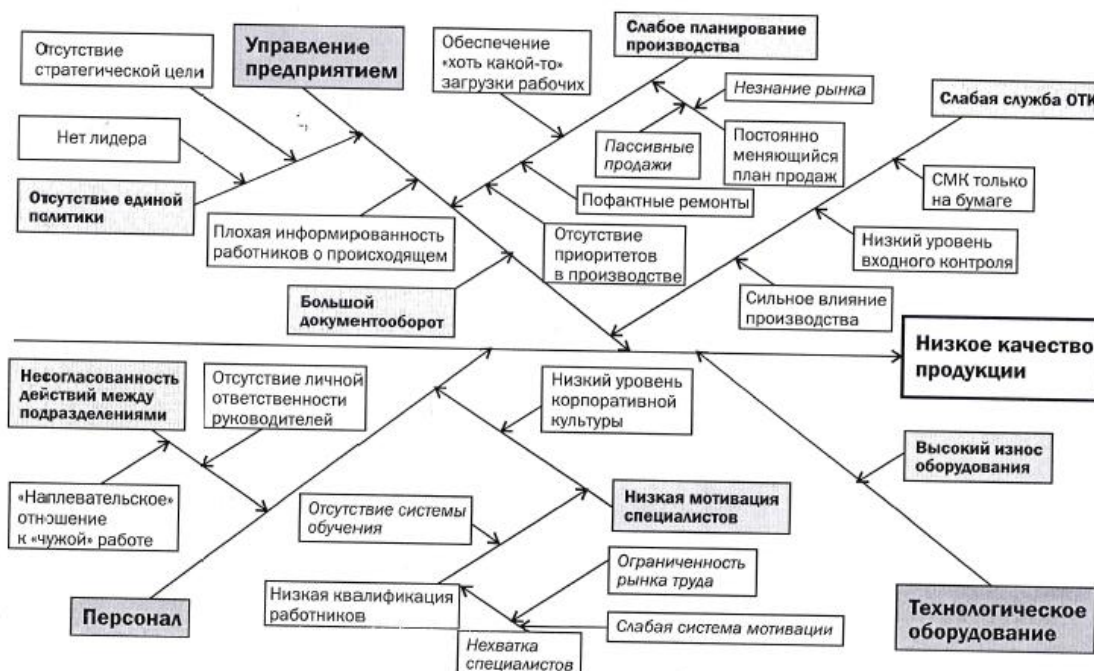 Отсутствие
стратегической цели
Управление
предприятием
Обеспечение
«хоть какой-то»
загрузки рабочих
Слабое планирование
производства
Незнание рынка
Слабая служба ОТК
Нет лидера
Пассивные
продажи
Постоянно
меняющийся
план продаж
СМК только
на бумаге
Отсутствие единой
политики
Плохая информированность
работников о происходящем
Пофактные ремонты
Отсутствие
приоритетов
в производстве
Низкий уровень
входного контроля
Большой
документооборот
Сильное влияние
производства
Низкое качество
продукции
Несогласованность
действий между
подразделениями
Отсутствие личной
ответственности
руководителей
Низкий уровень
корпоративной
культуры
Высокий износ
оборудования
«Наплевательское»
отношение
к «чужой» работе
Отсутствие системы
обучения
Низкая мотивация
специалистов
Ограниченность
рынка труда
Персонал
Низкая квалификация
работников
Нехватка
специалистов
Слабая система мотивации
Технологическое
оборудование